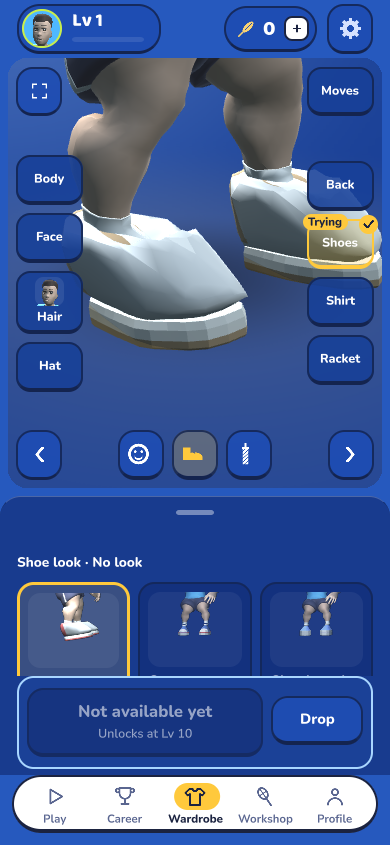 Lv 1
0
+
Moves
Body
Back
Trying
Face
Shoes
Hair
Shirt
Hat
Racket
Shoe look · No look
Not available yet
Unlocks at Lv 10
Drop
Play
Career
Wardrobe
Workshop
Profile